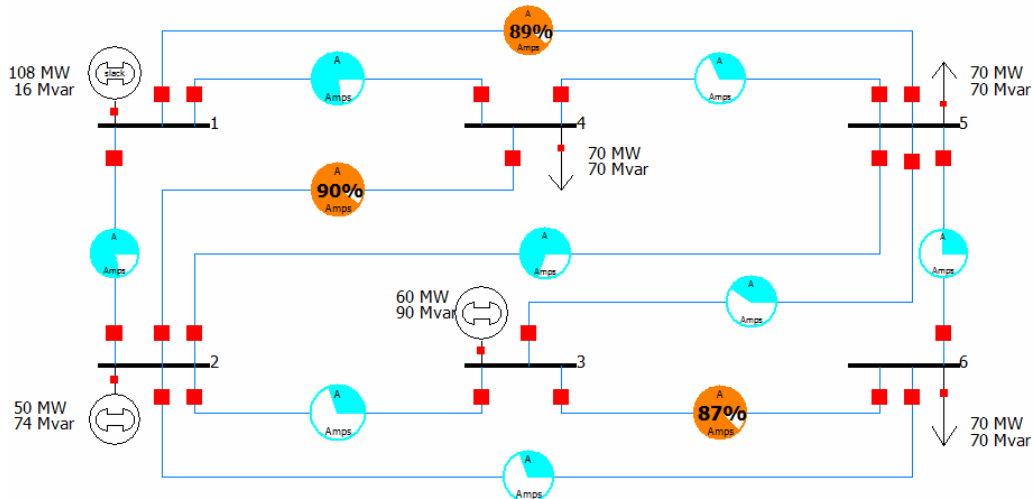 A
89%
Amps
108 MW
16 Mvar
slack
A
Amps
A
Amps
70 MW
70 Mvar
1
4
5
70 MW
70 Mvar
A
90%
Amps
A
Amps
A
Amps
A
Amps
A
Amps
60 MW
90 Mvar
2
3
6
50 MW
74 Mvar
A
Amps
A
87%
Amps
70 MW
70 Mvar
A
Amps